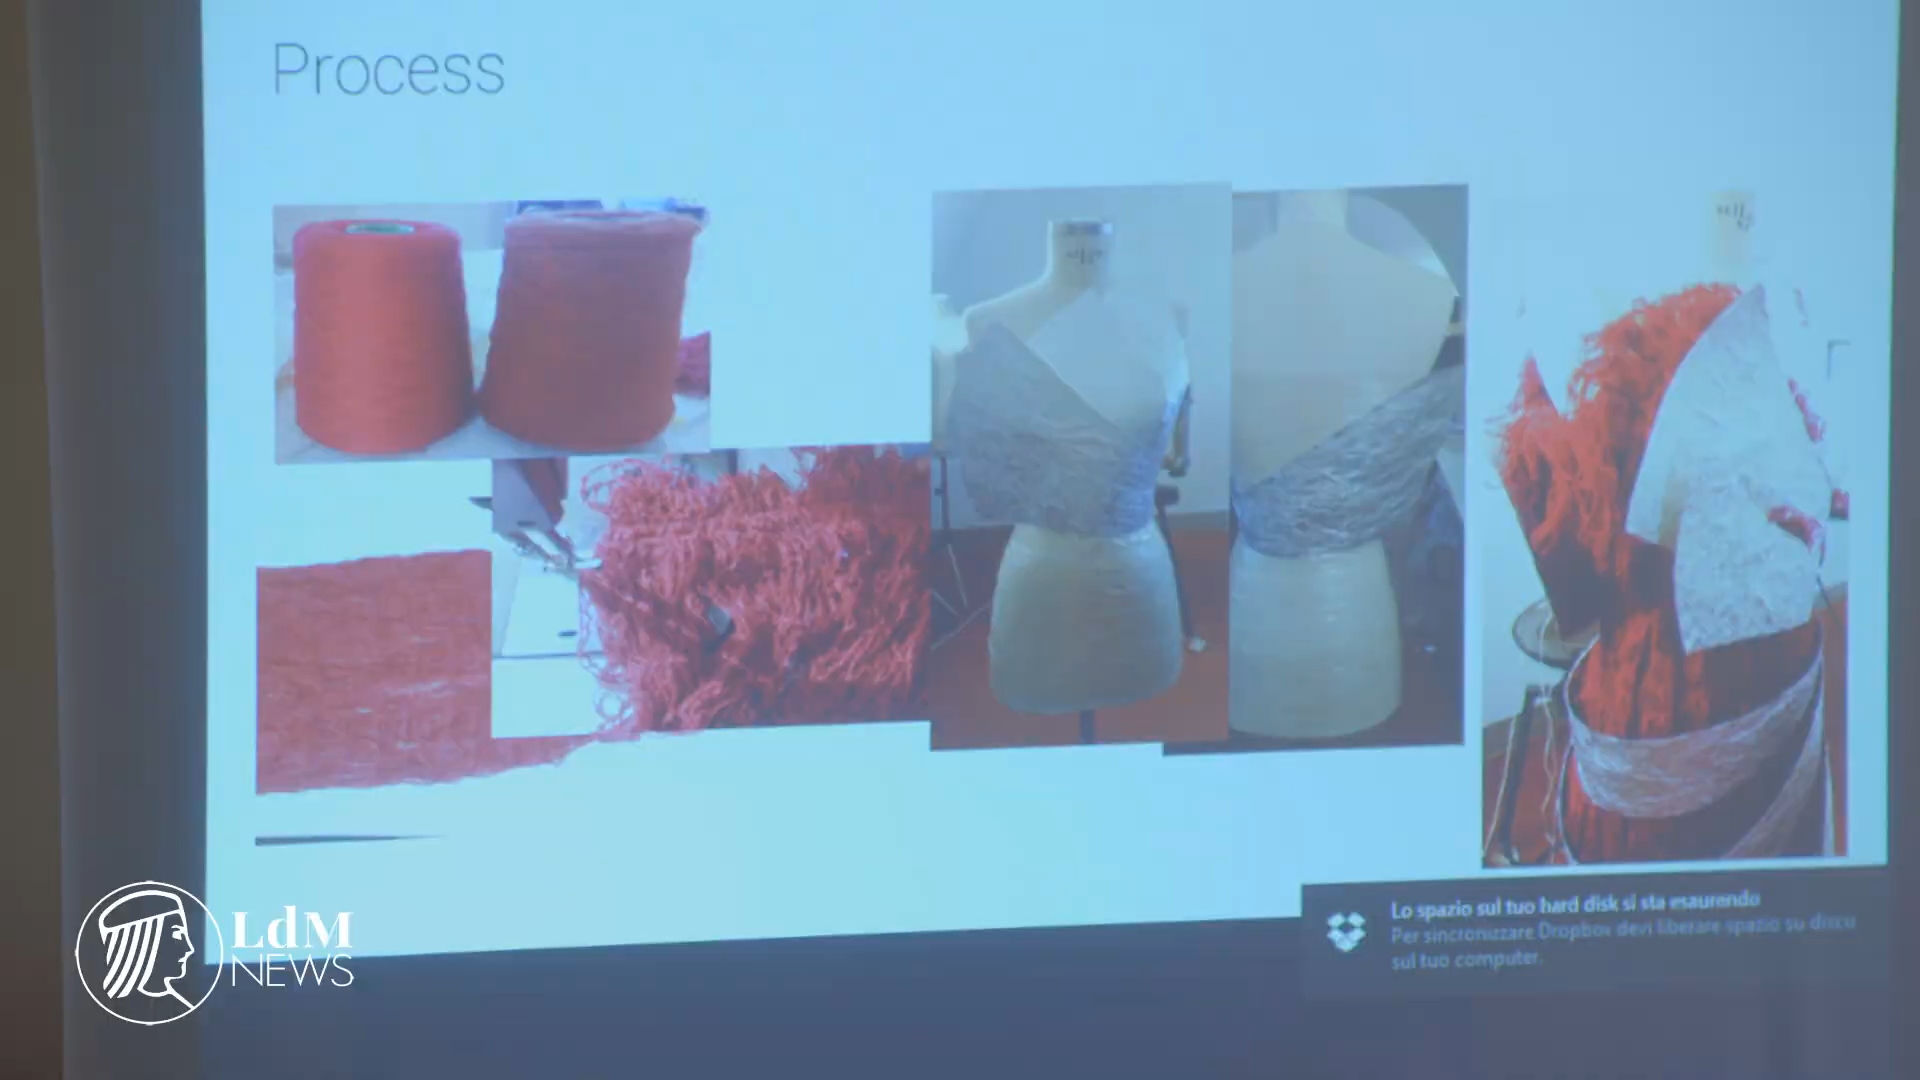 Process
Lo spazio sul tuo hard disk si sta esaurendo
Per sincronizzare Dropbox devi liberare spazio su disco
sul tuo computer.
LdM
NEWS